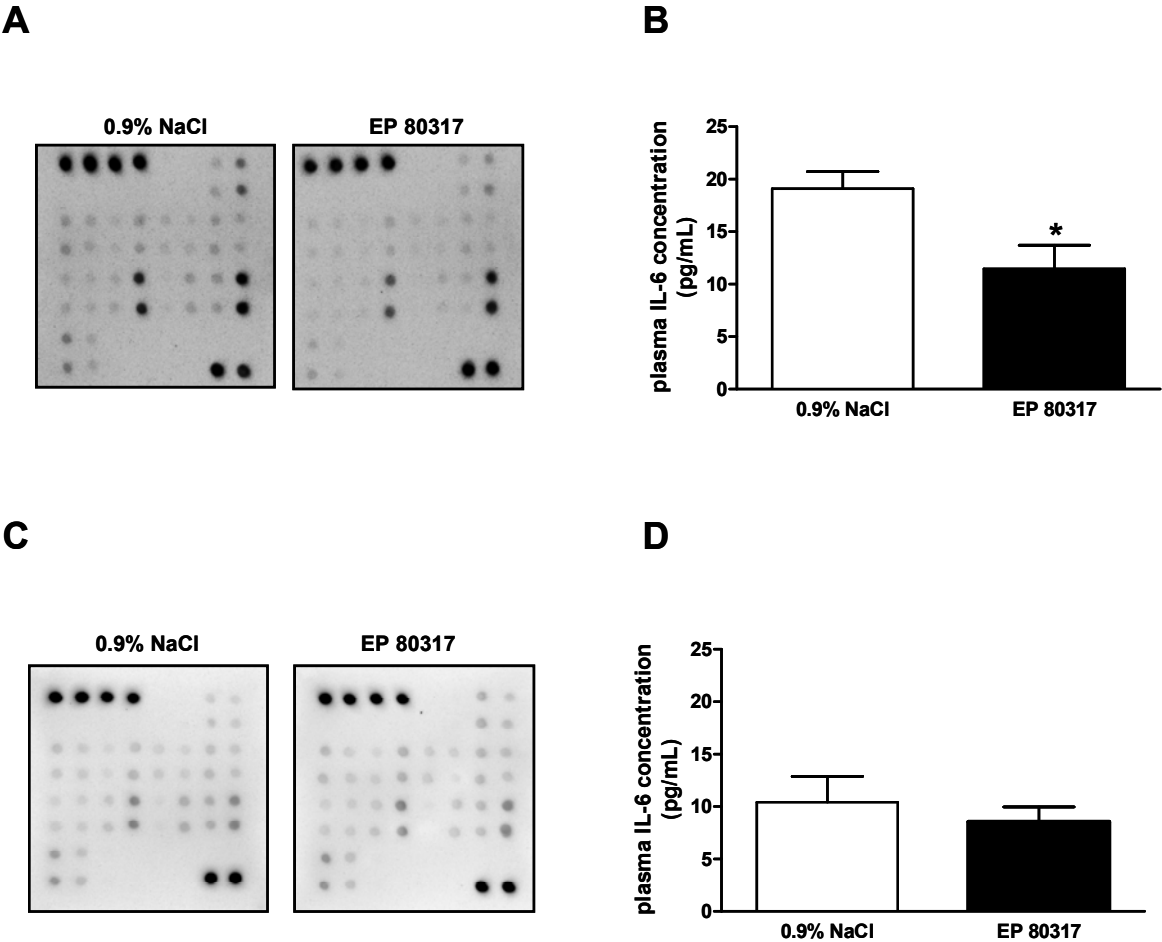 A
B
0.9% NaCl
EP 80317
plasma IL-6 concentration
(pg/mL)
25
20
15
10
5
0
*
0.9% NaCl
EP 80317
C
D
0.9% NaCl
EP 80317
plasma IL-6 concentration
(pg/mL)
25
20
15
10
5
0
0.9% NaCl
EP 80317